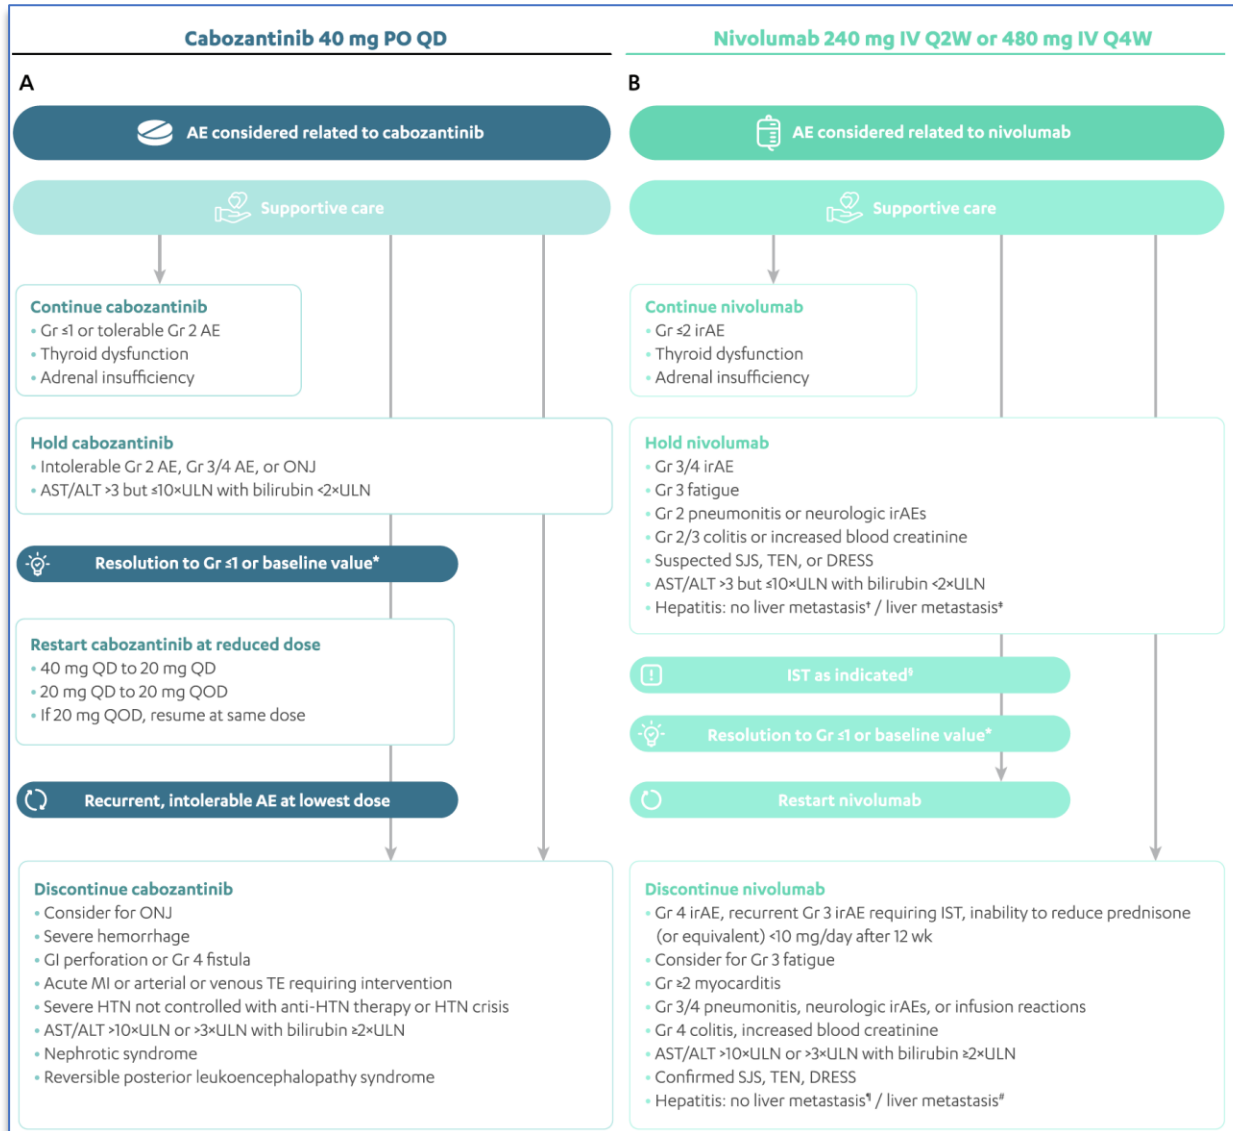 Cabozantinib 40 mg PO QD
A
AE considered related to cabozantinib
Supportive care
Continue cabozantinib
• Gr ≤1 or tolerable Gr 2 AE
• Thyroid dysfunction
• Adrenal insufficiency
Hold cabozantinib
• Intolerable Gr 2 AE, Gr 3/4 AE, or ONJ
• AST/ALT >3 but ≤10×ULN with bilirubin <2×ULN
Resolution to Gr ≤1 or baseline value*
Restart cabozantinib at reduced dose
• 40 mg QD to 20 mg QD
• 20 mg QD to 20 mg QOD
• If 20 mg QOD, resume at same dose
Recurrent, intolerable AE at lowest dose
Discontinue cabozantinib
• Consider for ONJ
• Severe hemorrhage
• GI perforation or Gr 4 fistula
• Acute MI or arterial or venous TE requiring intervention
• Severe HTN not controlled with anti-HTN therapy or HTN crisis
• AST/ALT >10×ULN or >3×ULN with bilirubin ≥2×ULN
• Nephrotic syndrome
• Reversible posterior leukoencephalopathy syndrome
Nivolumab 240 mg IV Q2W or 480 mg IV Q4W
B
AE considered related to nivolumab
Supportive care
Continue nivolumab
• Gr ≤2 irAE
• Thyroid dysfunction
• Adrenal insufficiency
Hold nivolumab
• Gr 3/4 irAE
• Gr 3 fatigue
• Gr 2 pneumonitis or neurologic irAEs
• Gr 2/3 colitis or increased blood creatinine
• Suspected SJS, TEN, or DRESS
• AST/ALT >3 but ≤10×ULN with bilirubin <2×ULN
• Hepatitis: no liver metastasis† / liver metastasis‡
IST as indicated§
Resolution to Gr ≤1 or baseline value*
Restart nivolumab
Discontinue nivolumab
• Gr 4 irAE, recurrent Gr 3 irAE requiring IST, inability to reduce prednisone
(or equivalent) <10 mg/day after 12 wk
• Consider for Gr 3 fatigue
• Gr ≥2 myocarditis
• Gr 3/4 pneumonitis, neurologic irAEs, or infusion reactions
• Gr 4 colitis, increased blood creatinine
• AST/ALT >10×ULN or >3×ULN with bilirubin ≥2×ULN
• Confirmed SJS, TEN, DRESS
• Hepatitis: no liver metastasis¶ / liver metastasis#